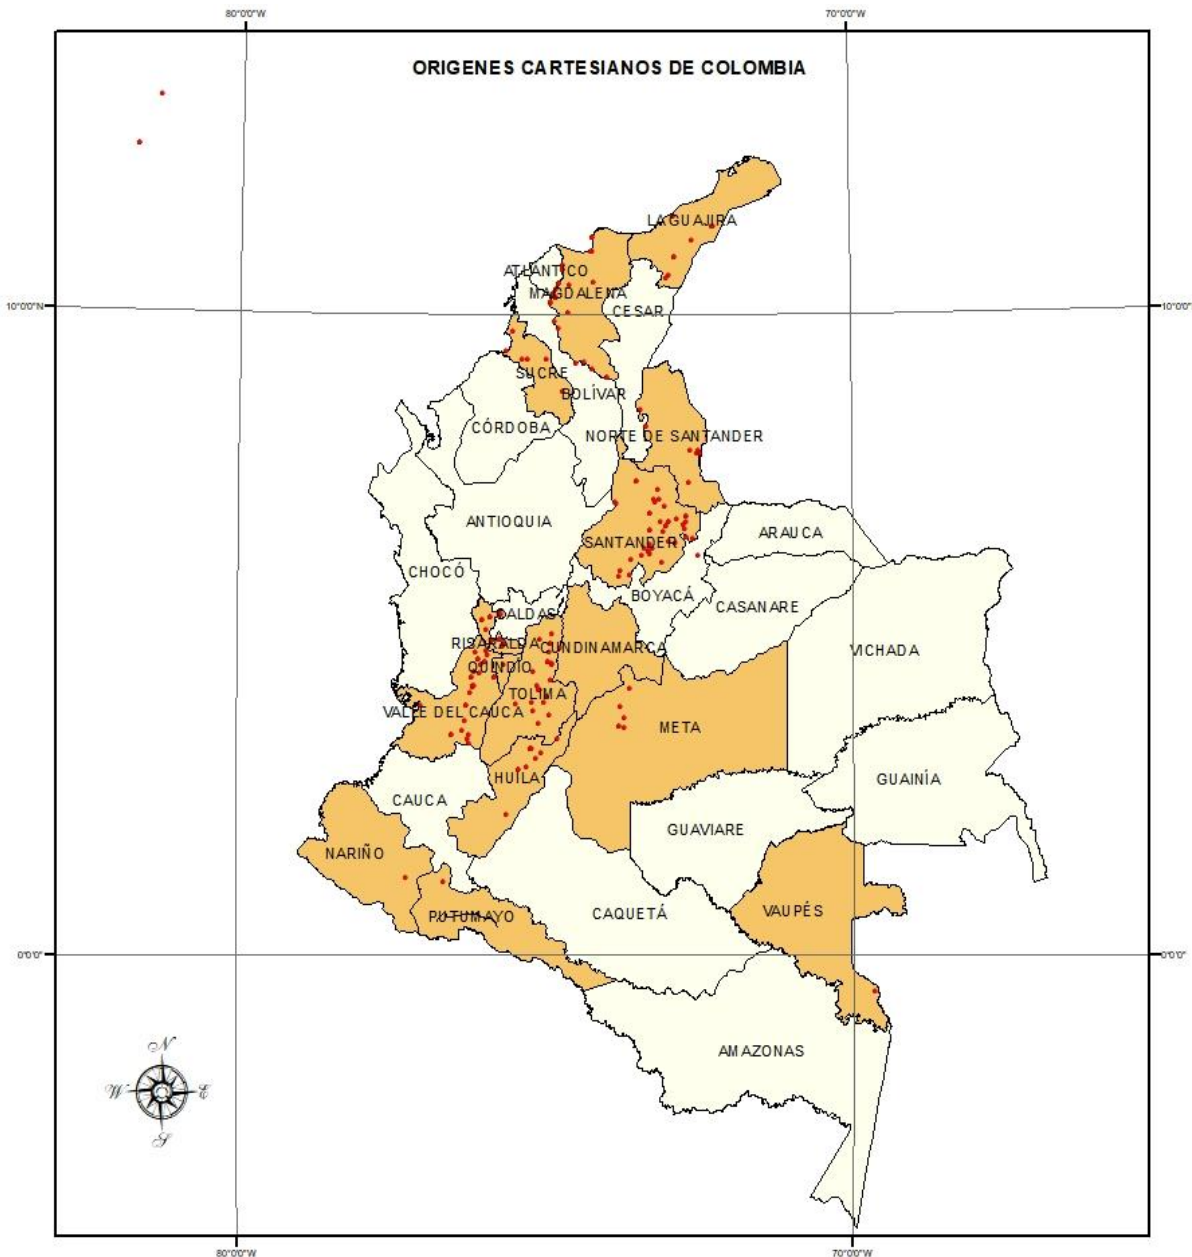 80°0'0"W
70°0'0"W
ORIGENES CARTESIANOS DE COLOMBIA
LA GUAJIRA
ATLÁNTICO
MAGDALENA
10°0'0"N
10°0'0"
CESAR
SUCRE
BOLÍVAR
CÓRDOBA
NORTE DE SANTANDER
ANTIOQUIA
ARAUCA
SANTANDER
CHOCÓ
BOYACÁ
CASANARE
CALDAS
RISARALDA
CUNDINAMARCA
VICHADA
QUINDIO
TOLIMA
VALLE DEL CAUCA
META
HUILA
GUAINÍA
CAUCA
GUAVIARE
NARIÑO
VAUPÉS
CAQUETÁ
PUTUMAYO
0°0'0"
0°0'0"
AMAZONAS
N
W
E
S
80°0'0"W
70°0'0"W